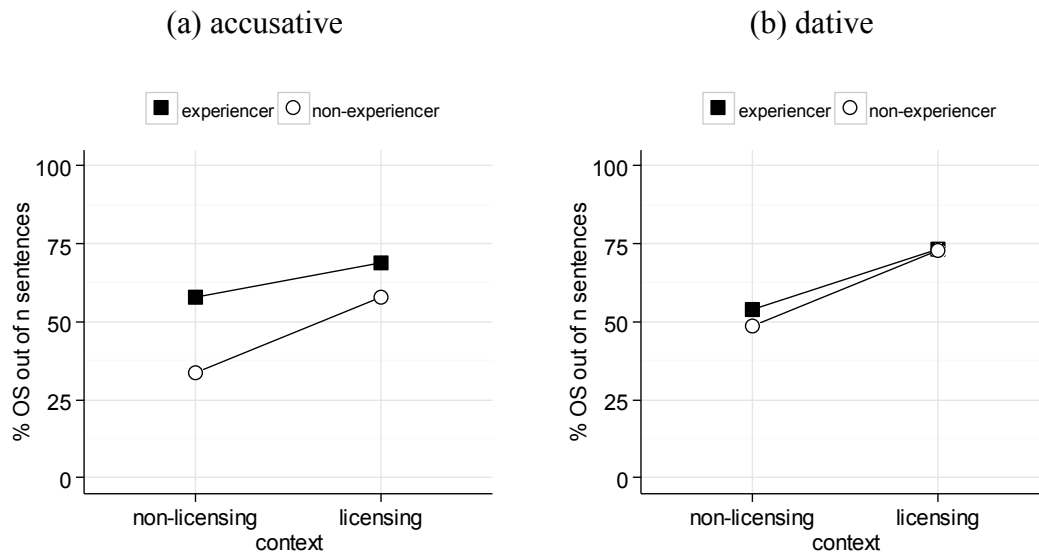 (a) accusative
experiencer non-experiencer
100
75
50
25
0
% OS out of n sentences
non-licensing licensing
context
(b) dative
experiencer non-experiencer
100
75
50
25
0
% OS out of n sentences
non-licensing licensing
context